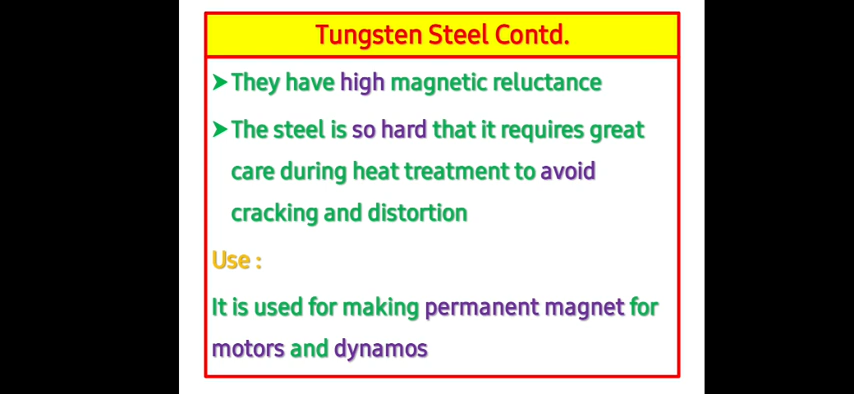 Tungsten Steel Contd.
➤They have high magnetic reluctance
➤The steel is so hard that it requires great
care during heat treatment to avoid
cracking and distortion
Use :
It is used for making permanent magnet for
motors and dynamos